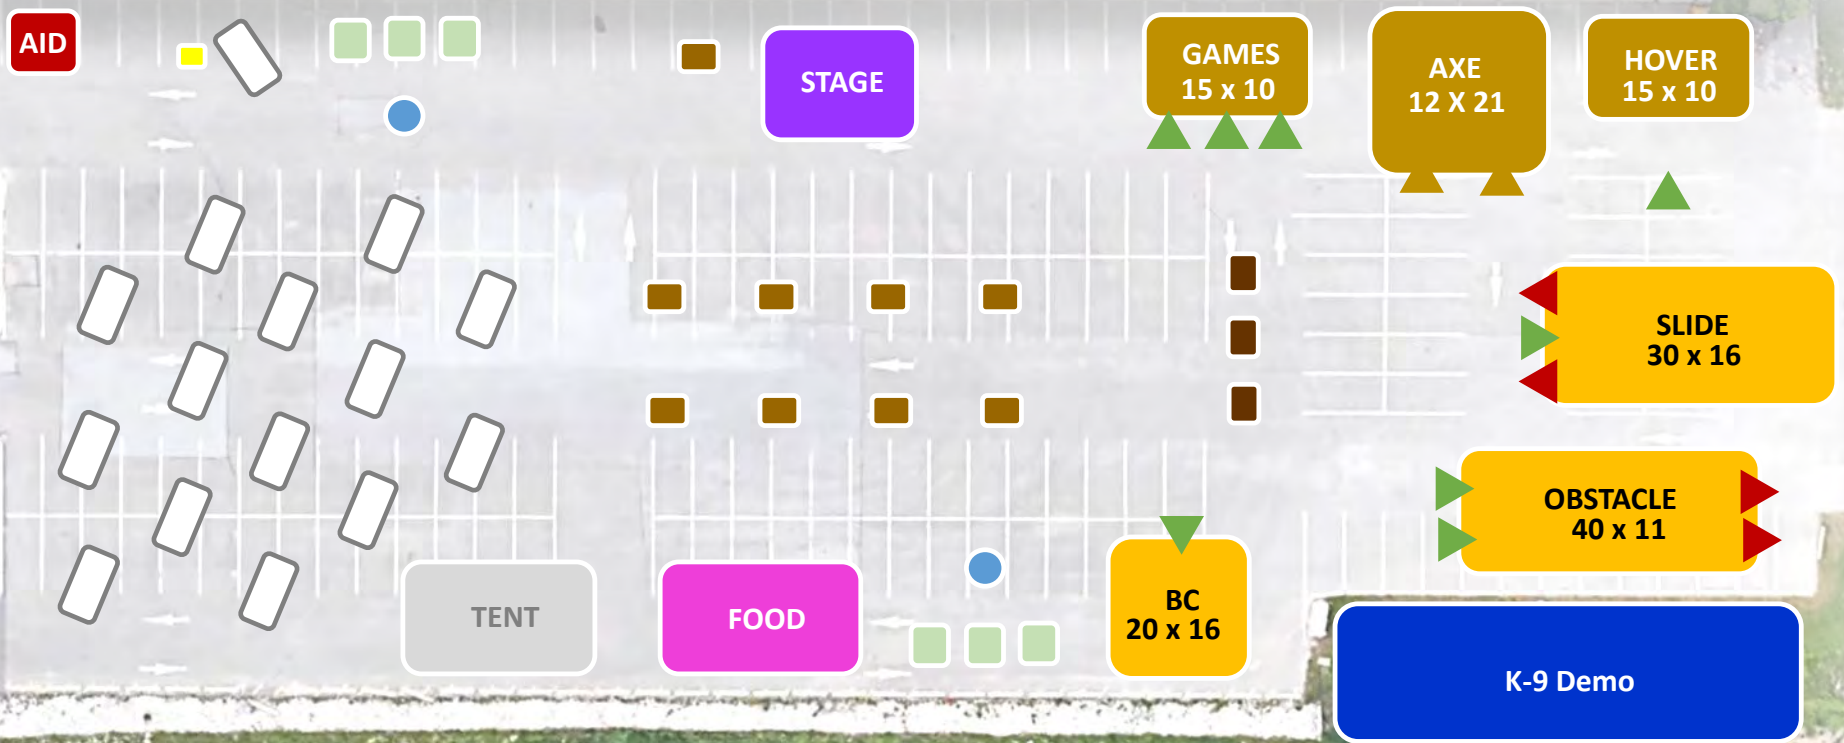 AID
STAGE
GAMES
15 x 10
AXE
12 X 21
HOVER
15 x 10
SLIDE
30 x 16
OBSTACLE
40 x 11
TENT
FOOD
BC
20 x 16
K-9 Demo